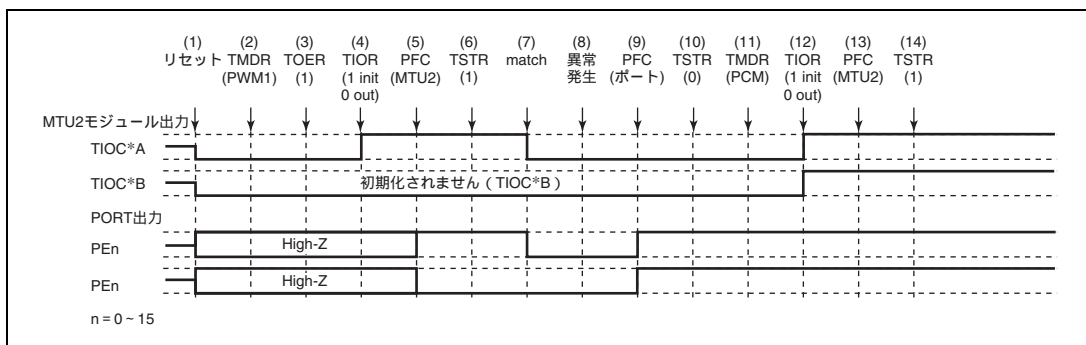 (1) (2) (3) (4) (5) (6) (7) (8) (9) (10) (11) (12) (13) (14)
リセット TMDR TOER TIOR PFC TSTR match 異常 PFC TSTR TMDR TIOR PFC TSTR
(PWM1) (1) (1 init (MTU2) (1) 発生 (ポート) (0) (PCM) (1 init (MTU2) (1)
0 out) 0 out)
MTU2モジュール出力
TIOC*A
TIOC*B 初期化されません(TIOC*B)
PORT出力
PEn High-Z
PEn High-Z
n = 0 ~ 15